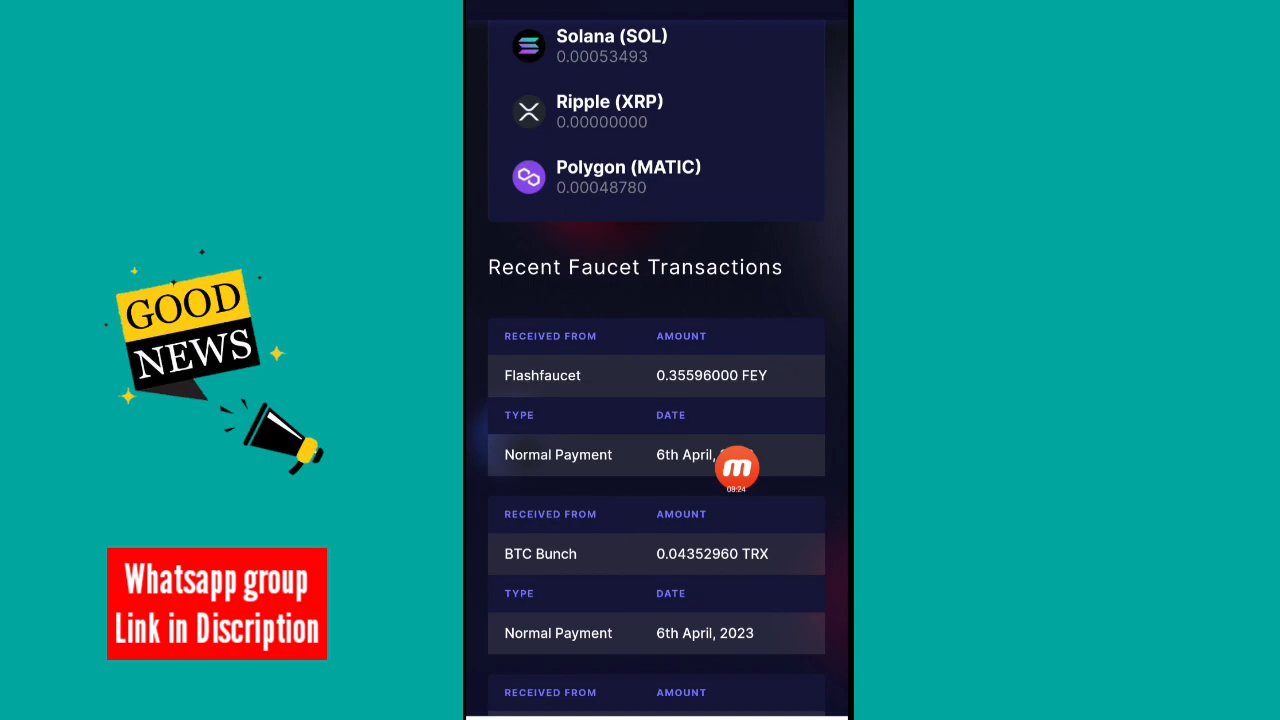 Solana (SOL)
0.00053493
Ripple (XRP)
0.00000000
Polygon (MATIC)
0.00048780
Recent Faucet Transactions
RECEIVED FROM AMOUNT
Flashfaucet 0.35596000 FEY
TYPE DATE
Normal Payment 6th April,
08:24
RECEIVED FROM AMOUNT
BTC Bunch 0.04352960 TRX
TYPE DATE
Normal Payment 6th April, 2023
RECEIVED FROM AMOUNT
GOOD
NEWS
Whatsapp group
Link in Discription